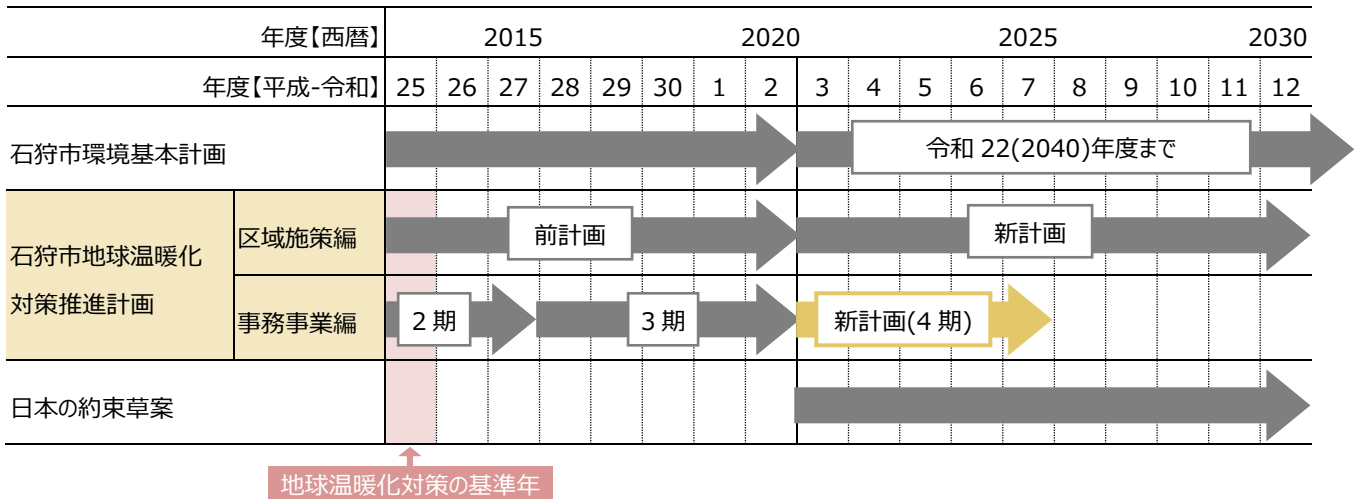 年度【西暦】 2015 2020 2025 2030
年度【平成-令和】 25 26 27 28 29 30 1 2 3 4 5 6 7 8 9 10 11 12
石狩市環境基本計画 令和 22(2040)年度まで
石狩市地球温暖化
対策推進計画
区域施策編 前計画 新計画
事務事業編 2 期 3 期 新計画(4 期)
日本の約束草案
地球温暖化対策の基準年